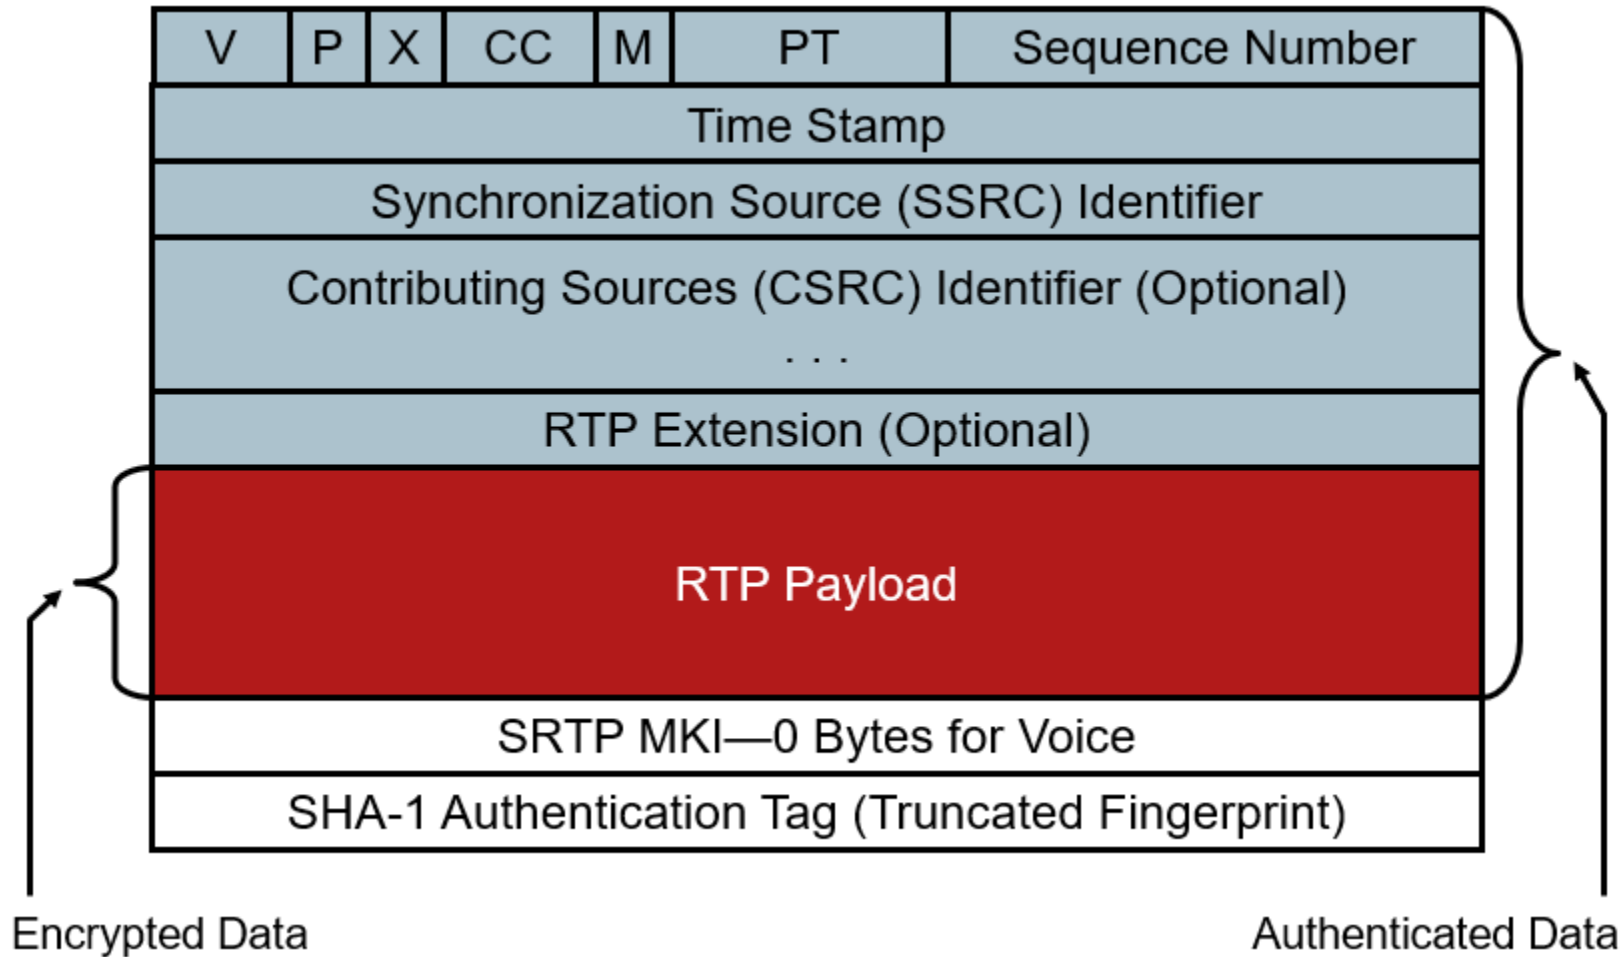 V P X CC M PT Sequence Number
Time Stamp
Synchronization Source (SSRC) Identifier
Contributing Sources (CSRC) Identifier (Optional)
. . .
RTP Extension (Optional)
RTP Payload
SRTP MKI—0 Bytes for Voice
SHA-1 Authentication Tag (Truncated Fingerprint)
Encrypted Data
Authenticated Data